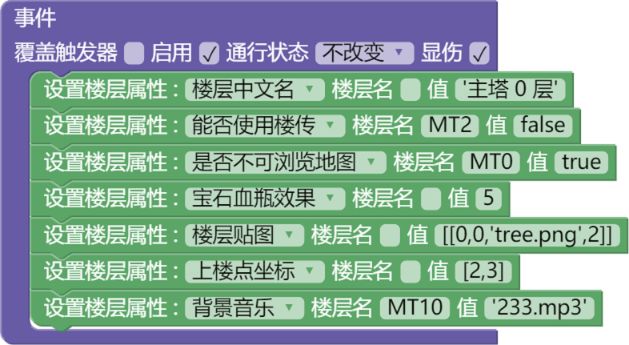 事件
覆盖触发器 启用 ✓ 通行状态 不改变 显伤 ✓
设置楼层属性：楼层中文名 楼层名 值 '主塔 0 层'
设置楼层属性：能否使用楼传 楼层名 MT2 值 false
设置楼层属性：是否不可浏览地图 楼层名 MT0 值 true
设置楼层属性：宝石血瓶效果 楼层名 值 5
设置楼层属性：楼层贴图 楼层名 值 [[0,0,'tree.png',2]]
设置楼层属性：上楼点坐标 楼层名 值 [2,3]
设置楼层属性：背景音乐 楼层名 MT10 值 '233.mp3'